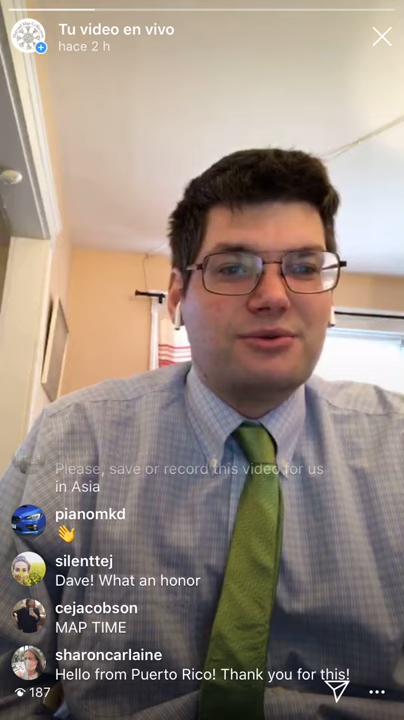 Tu video en vivo
hace 2 h
Please, save or record this video for us
in Asia
pianomkd
👋
silenttej
Dave! What an honor
cejacobson
MAP TIME
sharoncarlaine
Hello from Puerto Rico! Thank you for this!
187